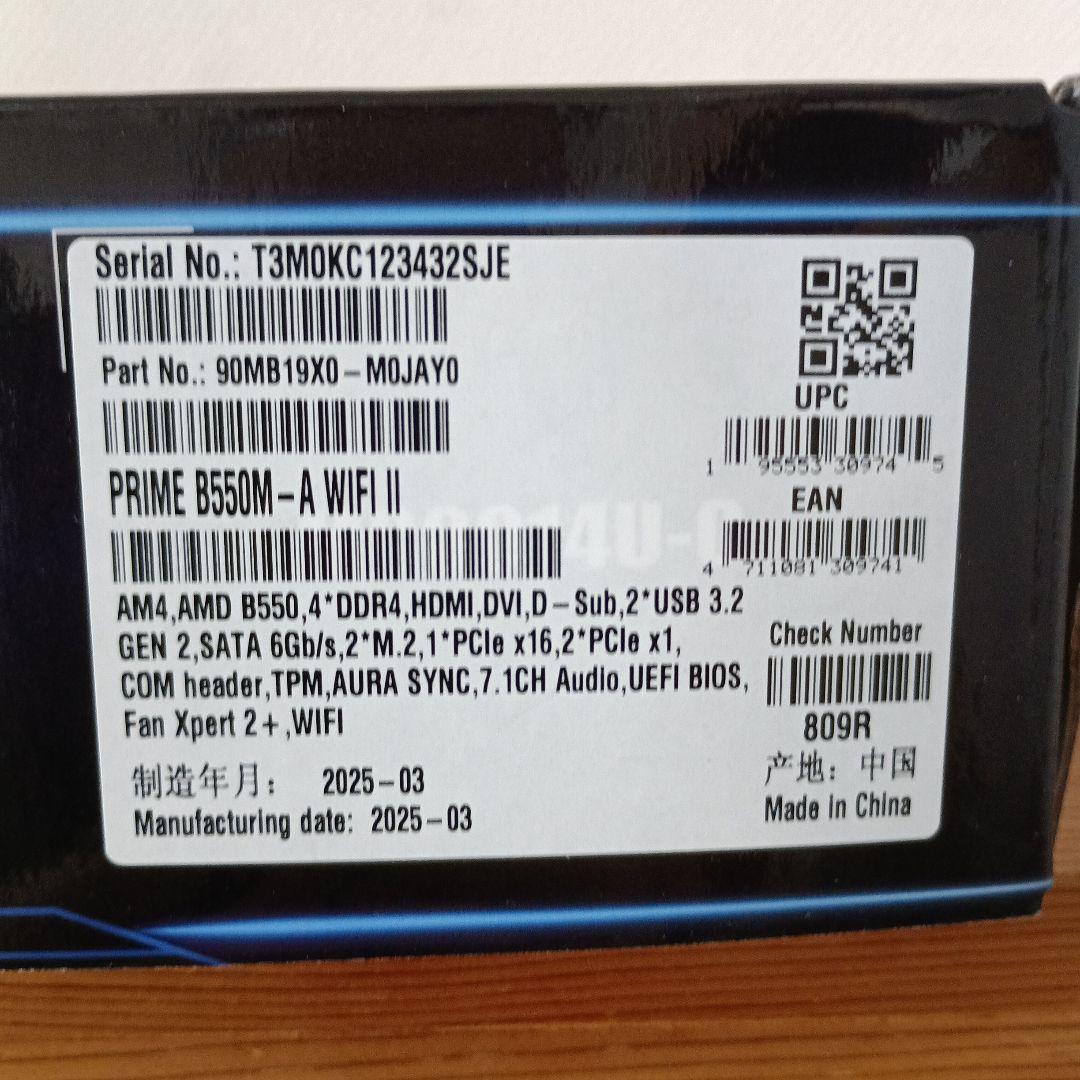 Serial No.: T3M0KC123432SJE
Part No.: 90MB19X0-M0JAY0
PRIME B550M-A WIFI II
AM4,AMD B550,4*DDR4,HDMI,DVI,D-Sub,2*USB 3.2
GEN 2,SATA 6Gb/s,2*M.2,1*PCIe x16,2*PCIe x1,
COM header,TPM,AURA SYNC,7.1CH Audio,UEFI BIOS,
Fan Xpert 2+,WIFI
制造年月: 2025-03
Manufacturing date: 2025-03
UPC
1 95553 30974 5
EAN
4 711081 309741
Check Number
809R
产地: 中国
Made in China